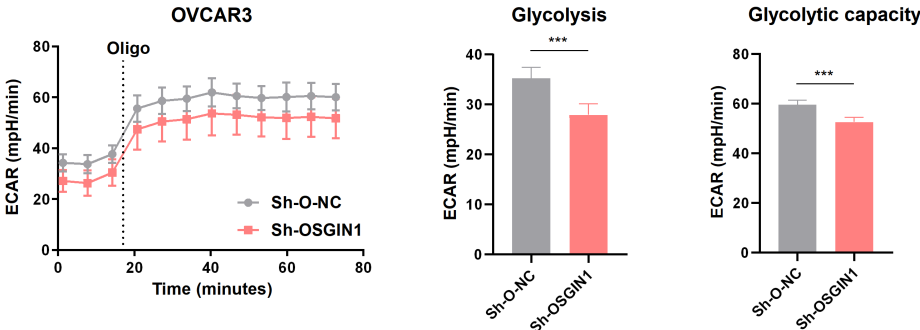 OVCAR3
Oligo
ECAR (mpH/min)
80
60
40
20
0
0 20 40 60 80
Time (minutes)
Sh-O-NC
Sh-OSGIN1
Glycolysis
***
ECAR (mpH/min)
40
30
20
10
0
Sh-O-NC
Sh-OSGIN1
Glycolytic capacity
***
ECAR (mpH/min)
80
60
40
20
0
Sh-O-NC
Sh-OSGIN1